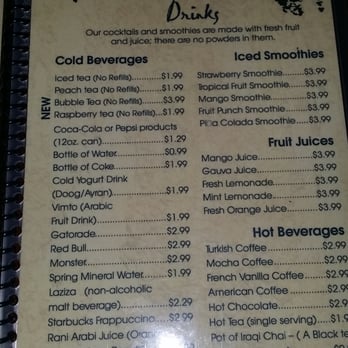 Drinks
Our cocktails and smoothies are made with fresh fruit
and juice; there are no powders in them.
Cold Beverages
Iced tea (No Refills)............$1.99
Peach tea (No Refills)..........$1.99
NEW
Bubble Tea (No Refills)........$3.99
Raspberry tea (No Refills)....$1.99
Coca-Cola or Pepsi products
(12oz. can)......................$1.29
Bottle of Water.................$0.99
Bottle of Coke..................$1.99
Cold Yogurt Drink
(Doog/Ayran)...................$1.99
Vimto (Arabic
Fruit Drink)......................$1.99
Gatorade........................$2.99
Red Bull..........................$2.99
Monster..........................$2.99
Spring Mineral Water.........$1.99
Laziza (non-alcoholic
malt beverage)................$2.29
Starbucks Frappuccino.....$2.99
Rani Arabi Juice (Oran
Iced Smoothies
Strawberry Smoothie......$3.99
Tropical Fruit Smoothie....$3.99
Mango Smoothie...........$3.99
Fruit Punch Smoothie......$3.99
Pi a Colada Smoothie.....$3.99
Fruit Juices
Mango Juice................$3.99
Gauva Juice.................$3.99
Fresh Lemonade............$3.99
Mint Lemonade.............$3.99
Fresh Orange Juice........$3.99
Hot Beverages
Turkish Coffee...............$2.99
Mocha Coffee..............$2.99
French Vanilla Coffee.....$2.99
American Coffee..........$2.99
Hot Chocolate..............$2.99
Hot Tea (single serving)....$1.9
Pot of Iraqi Chai – ( A Black te